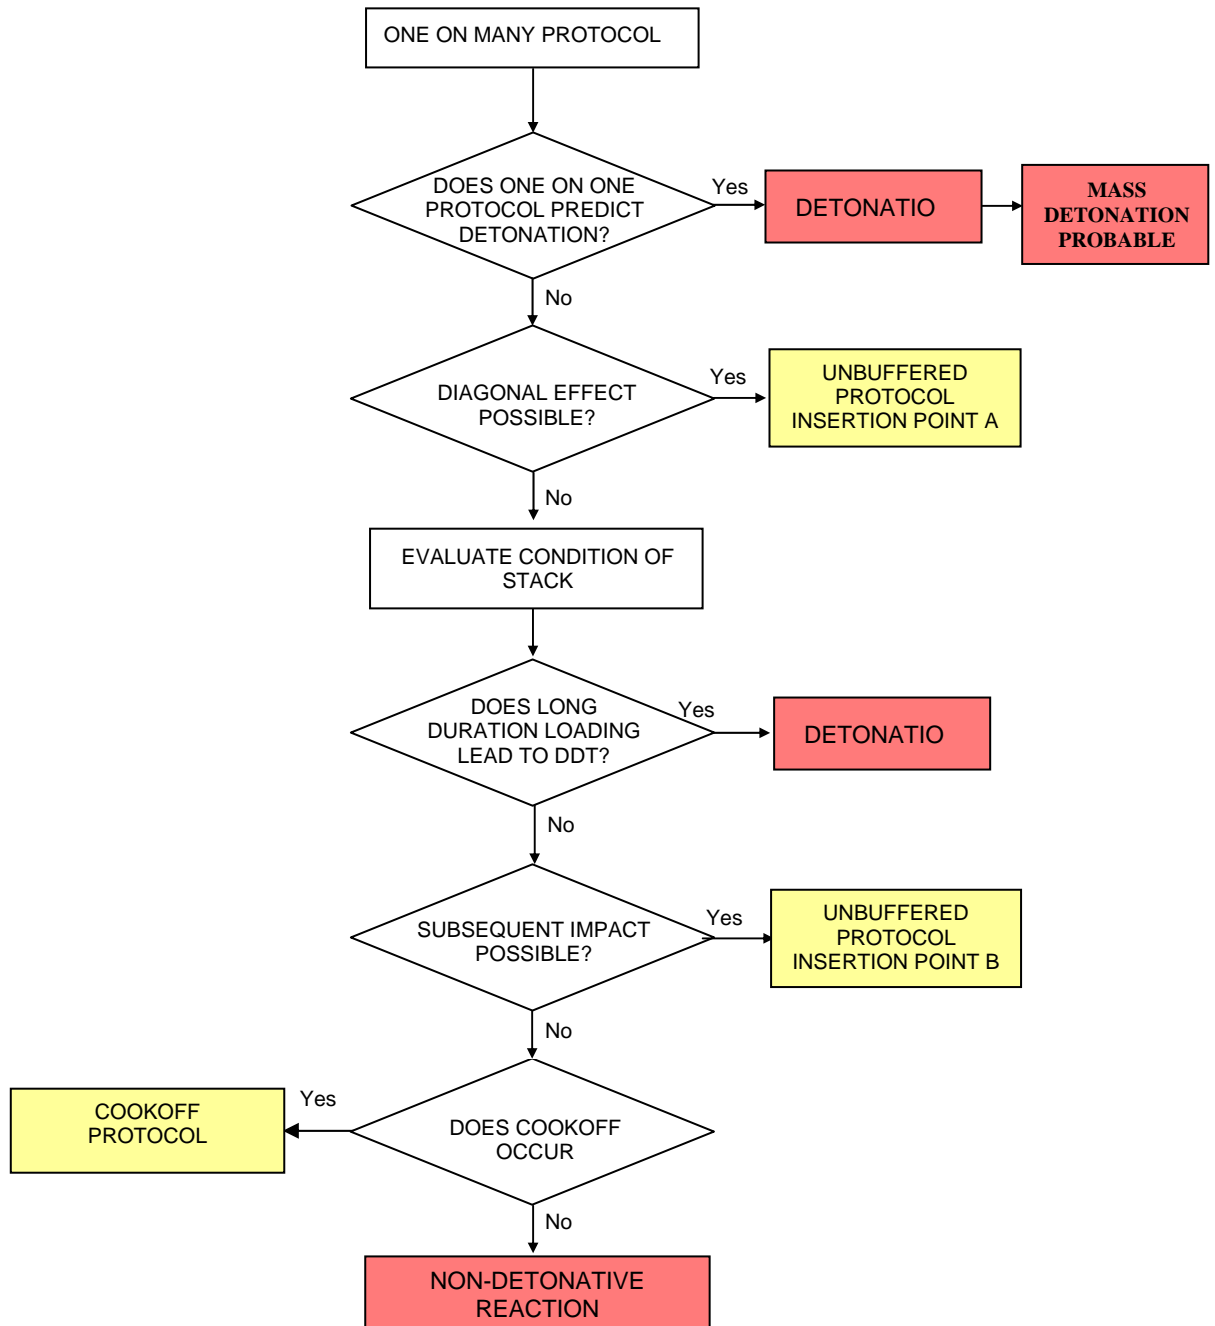 ONE ON MANY PROTOCOL
DOES ONE ON ONE
PROTOCOL PREDICT
DETONATION?
Yes
DETONATIO
MASS
DETONATION
PROBABLE
No
DIAGONAL EFFECT
POSSIBLE?
Yes
UNBUFFERED
PROTOCOL
INSERTION POINT A
No
EVALUATE CONDITION OF
STACK
DOES LONG
DURATION LOADING
LEAD TO DDT?
Yes
DETONATIO
No
SUBSEQUENT IMPACT
POSSIBLE?
Yes
UNBUFFERED
PROTOCOL
INSERTION POINT B
No
DOES COOKOFF
OCCUR
Yes
COOKOFF
PROTOCOL
No
NON-DETONATIVE
REACTION